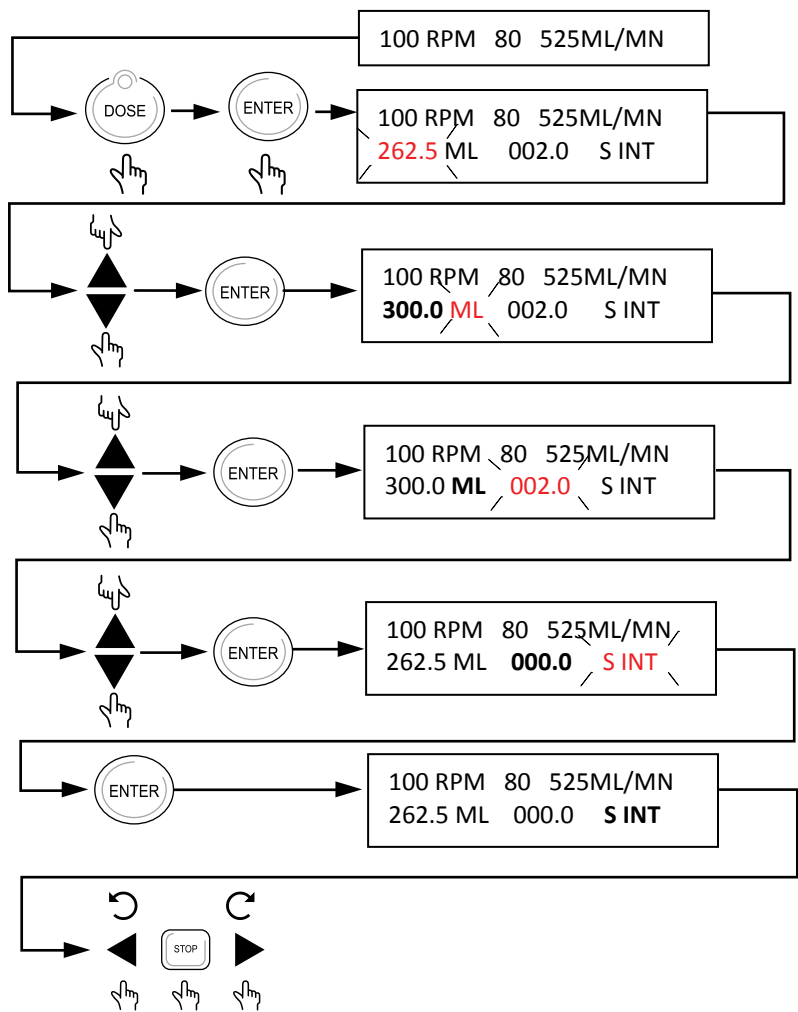 100 RPM 80 525ML/MN
DOSE
ENTER
100 RPM 80 525ML/MN
262.5 ML 002.0 S INT
ENTER
100 RPM 80 525ML/MN
300.0 ML 002.0 S INT
ENTER
100 RPM 80 525ML/MN
300.0 ML 002.0 S INT
ENTER
100 RPM 80 525ML/MN
262.5 ML 000.0 S INT
ENTER
100 RPM 80 525ML/MN
262.5 ML 000.0 S INT
STOP